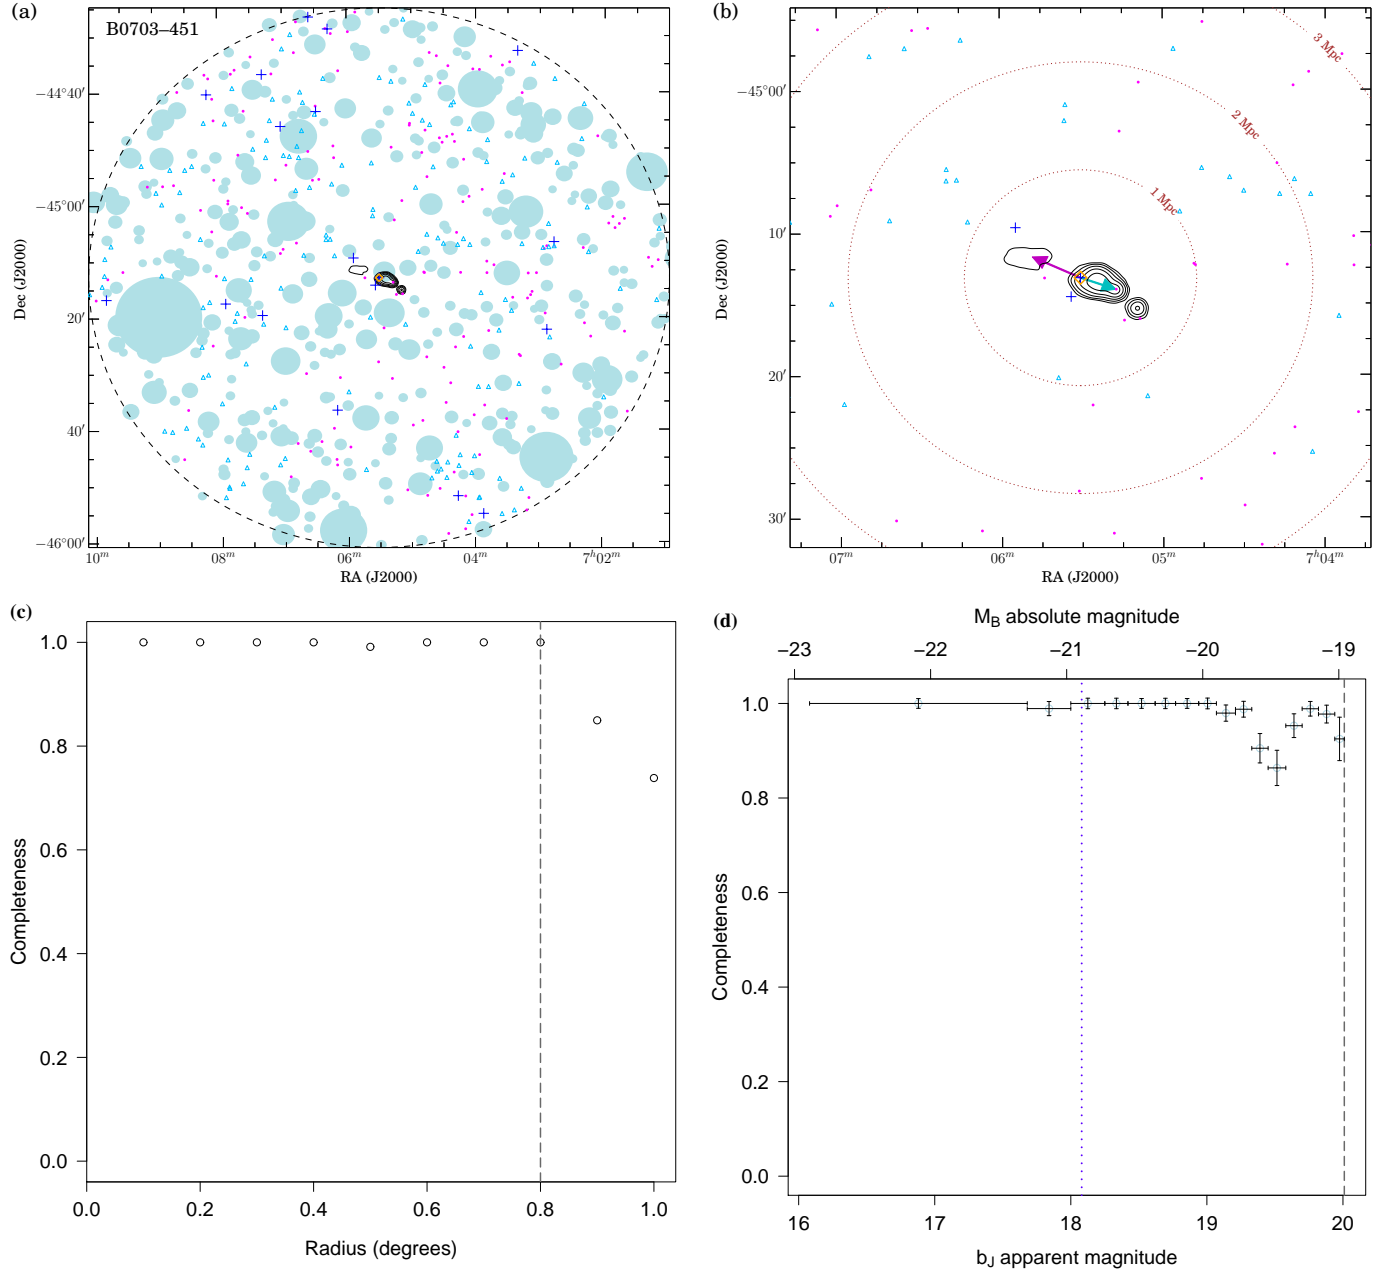 (a)
B0703–451
Dec (J2000)
−44°40′
−45°00′
20′
40′
−46°00′
10ᵐ 08ᵐ 06ᵐ 04ᵐ 7ʰ02ᵐ
RA (J2000)
(b)
Dec (J2000)
−45°00′
10′
20′
30′
3 Mpc
2 Mpc
1 Mpc
07ᵐ 06ᵐ 05ᵐ 7ʰ04ᵐ
RA (J2000)
(c)
Completeness
1.0
0.8
0.6
0.4
0.2
0.0
0.0 0.2 0.4 0.6 0.8 1.0
Radius (degrees)
(d)
M_B absolute magnitude
−23 −22 −21 −20 −19
Completeness
1.0
0.8
0.6
0.4
0.2
0.0
16 17 18 19 20
b_J apparent magnitude